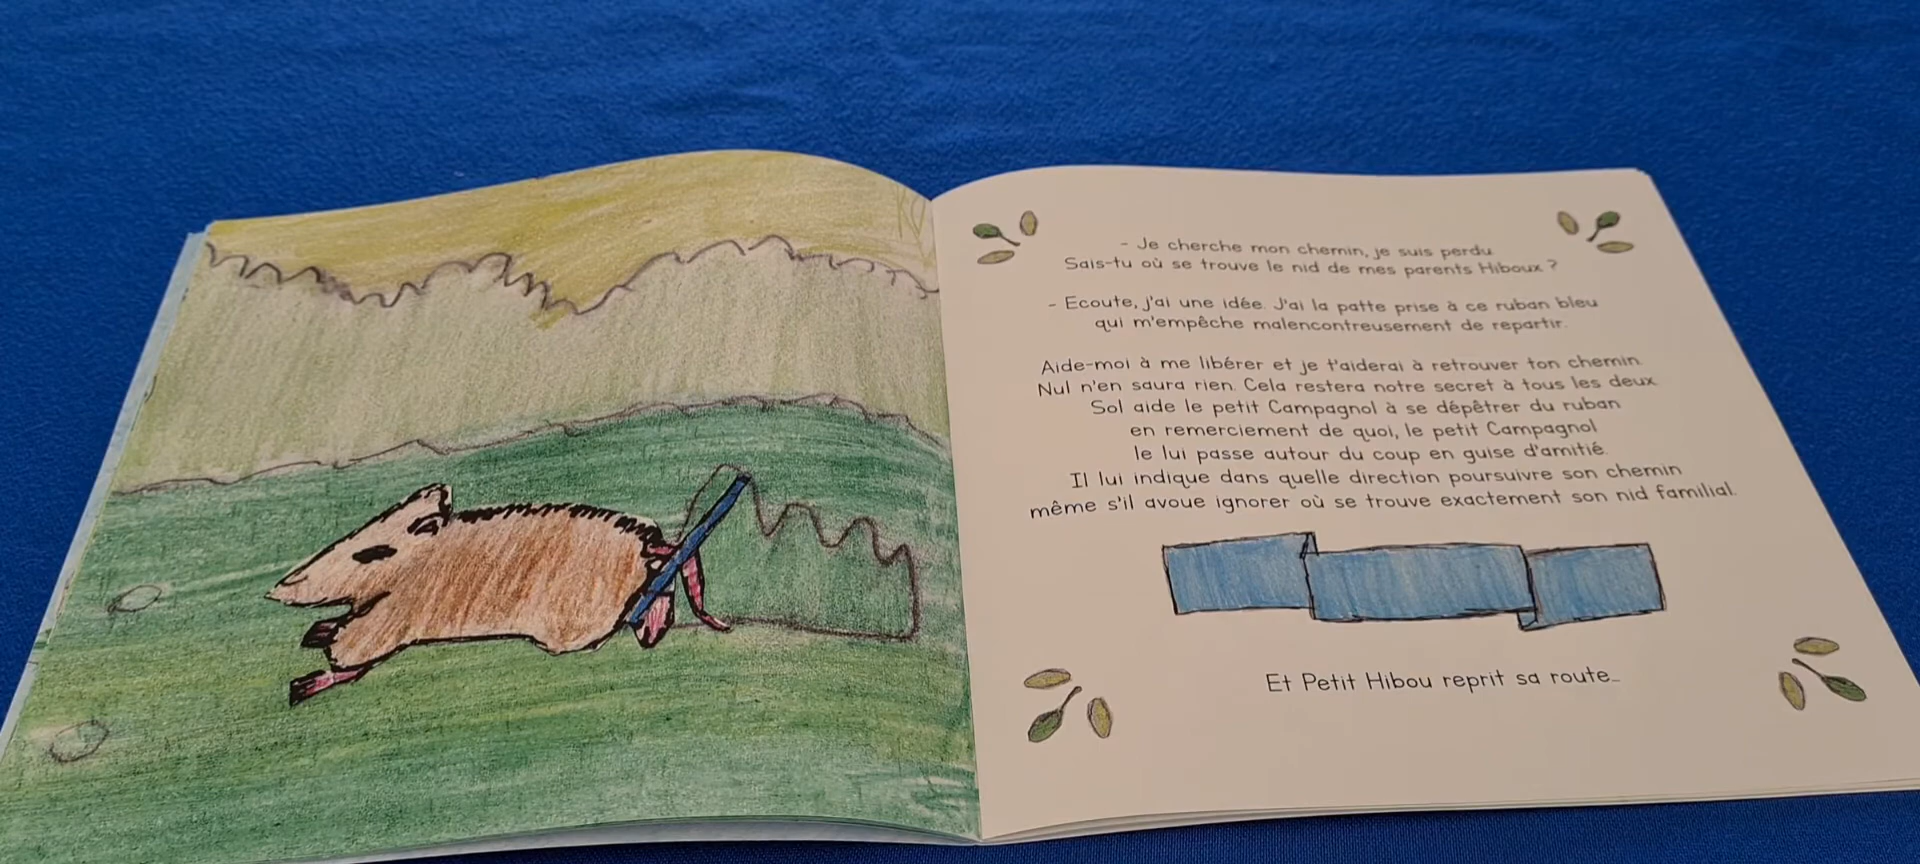 - Je cherche mon chemin, je suis perdu.
Sais-tu où se trouve le nid de mes parents Hiboux ?
- Ecoute, j'ai une idée. J'ai la patte prise à ce ruban bleu
qui m'empêche malencontreusement de repartir.
Aide-moi à me libérer et je t'aiderai à retrouver ton chemin.
Nul n'en saura rien. Cela restera notre secret à tous les deux.
Sol aide le petit Campagnol à se dépêtrer du ruban
en remerciement de quoi, le petit Campagnol
le lui passe autour du coup en guise d'amitié.
Il lui indique dans quelle direction poursuivre son chemin
même s'il avoue ignorer où se trouve exactement son nid familial.
Et Petit Hibou reprit sa route...